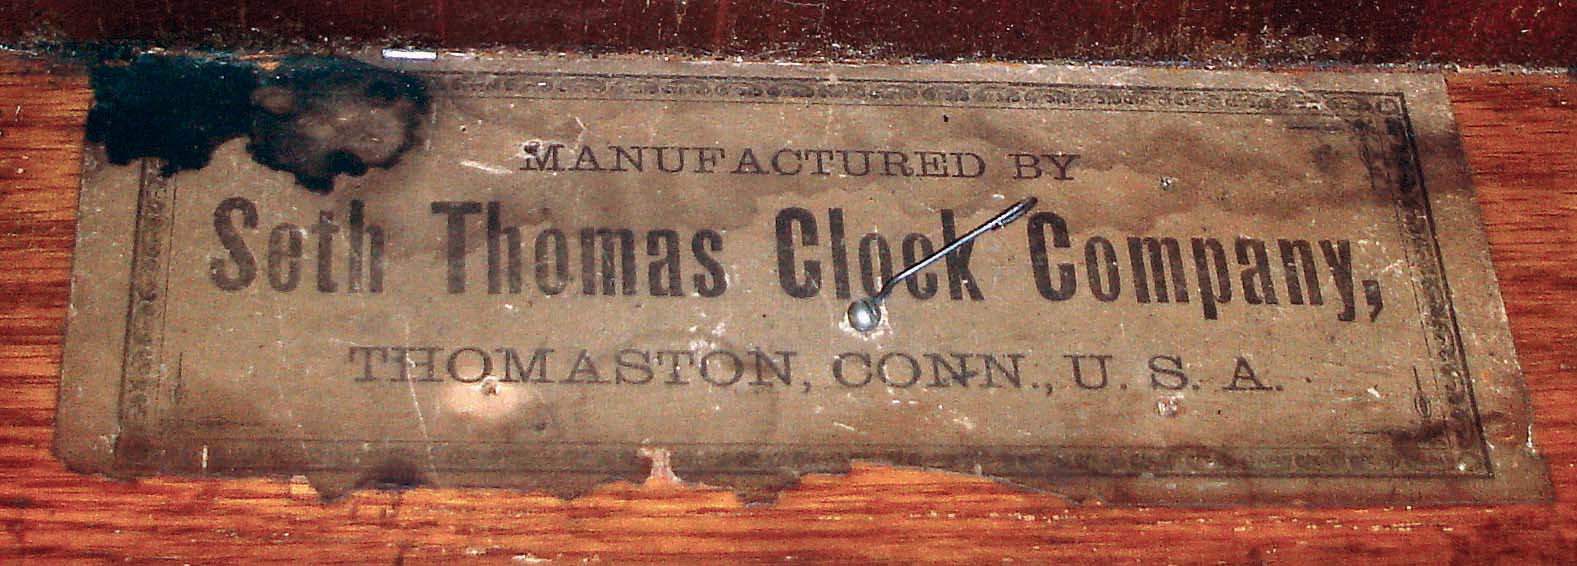 MANUFACTURED BY
Seth Thomas Clock Company,
THOMASTON, CONN., U. S. A.